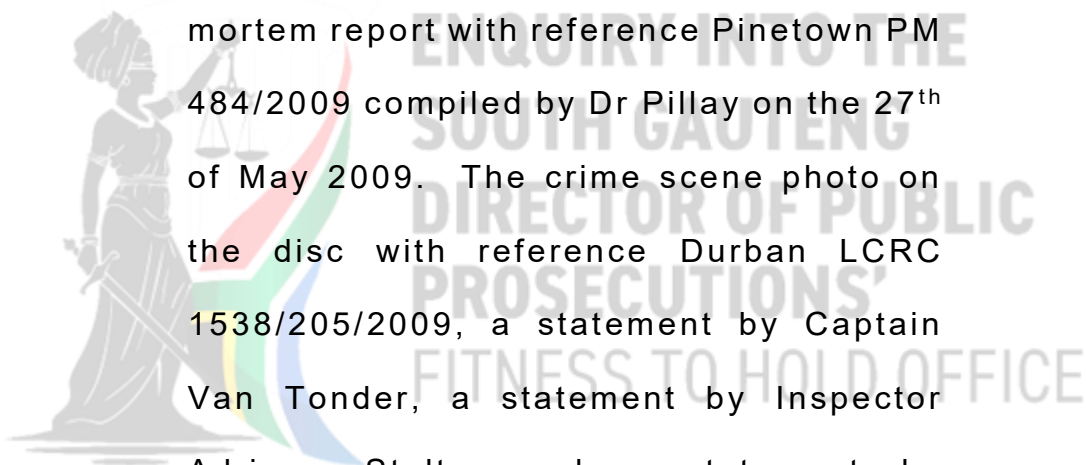 mortem report with reference Pinetown PM
484/2009 compiled by Dr Pillay on the 27th
of May 2009. The crime scene photo on
the disc with reference Durban LCRC
1538/205/2009, a statement by Captain
Van Tonder, a statement by Inspector
ENQUIRY INTO THE
SOUTH GAUTENG
DIRECTOR OF PUBLIC
PROSECUTIONS'
FITNESS TO HOLD OFFICE